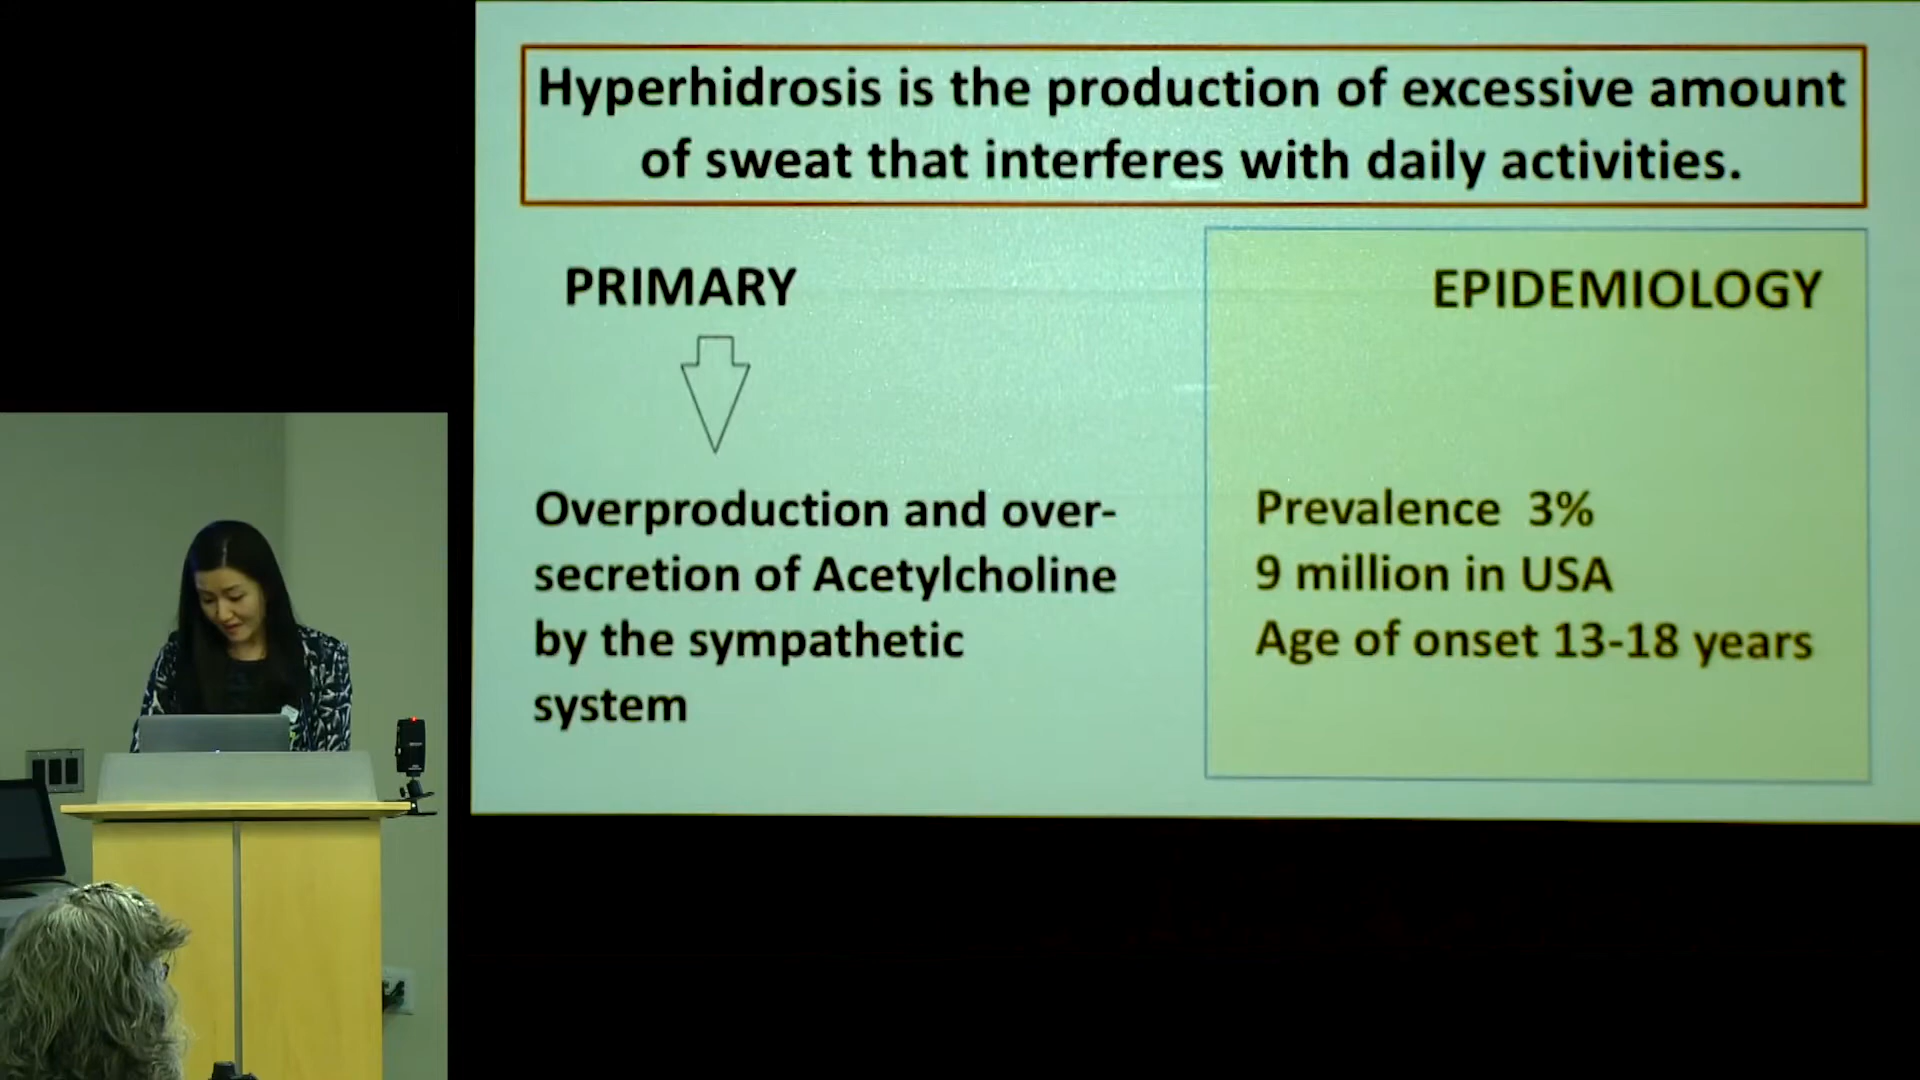 Hyperhidrosis is the production of excessive amount
of sweat that interferes with daily activities.
PRIMARY
Overproduction and over-
secretion of Acetylcholine
by the sympathetic
system
EPIDEMIOLOGY
Prevalence 3%
9 million in USA
Age of onset 13-18 years